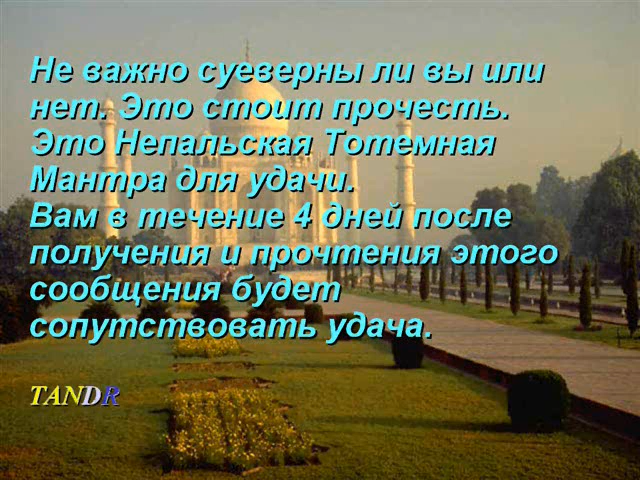 Не важно суеверны ли вы или
нет. Это стоит прочесть.
Это Непальская Тотемная
Мантра для удачи.
Вам в течение 4 дней после
получения и прочтения этого
сообщения будет
сопутствовать удача.
TANDR